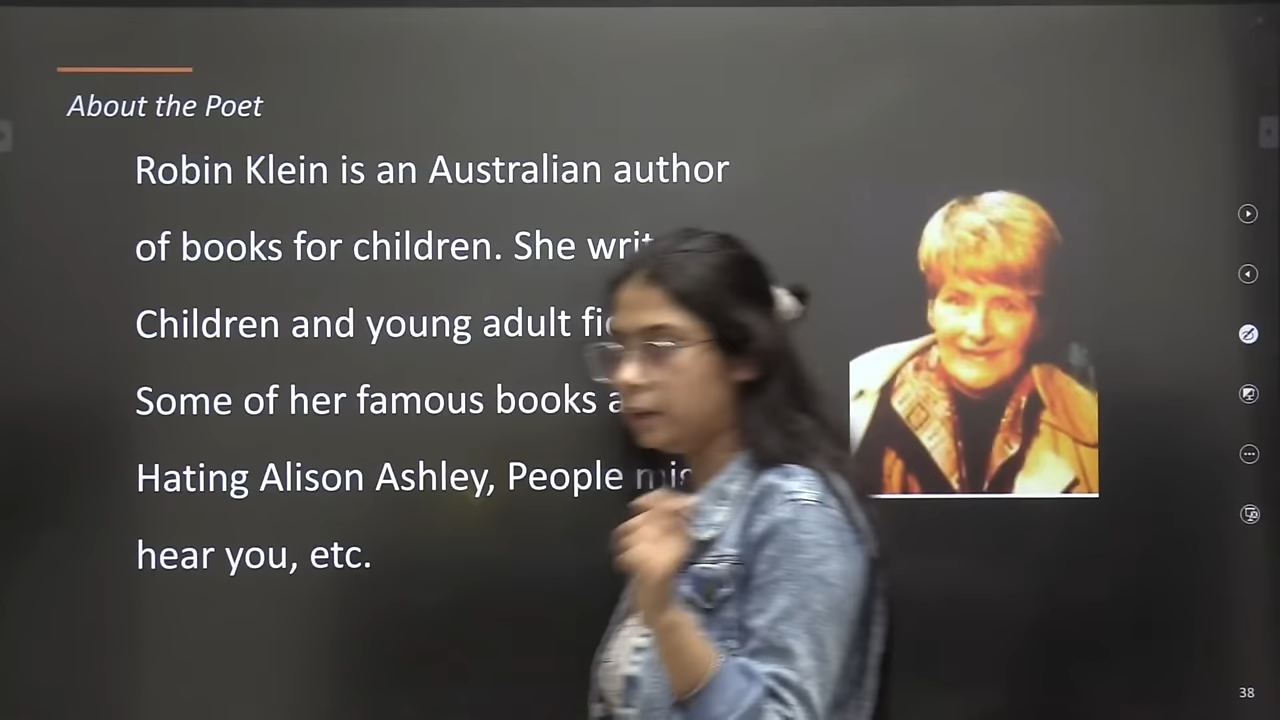 About the Poet
Robin Klein is an Australian author
of books for children. She
Children and young adult
Some of her famous books
Hating Alison Ashley, People
hear you, etc.
38